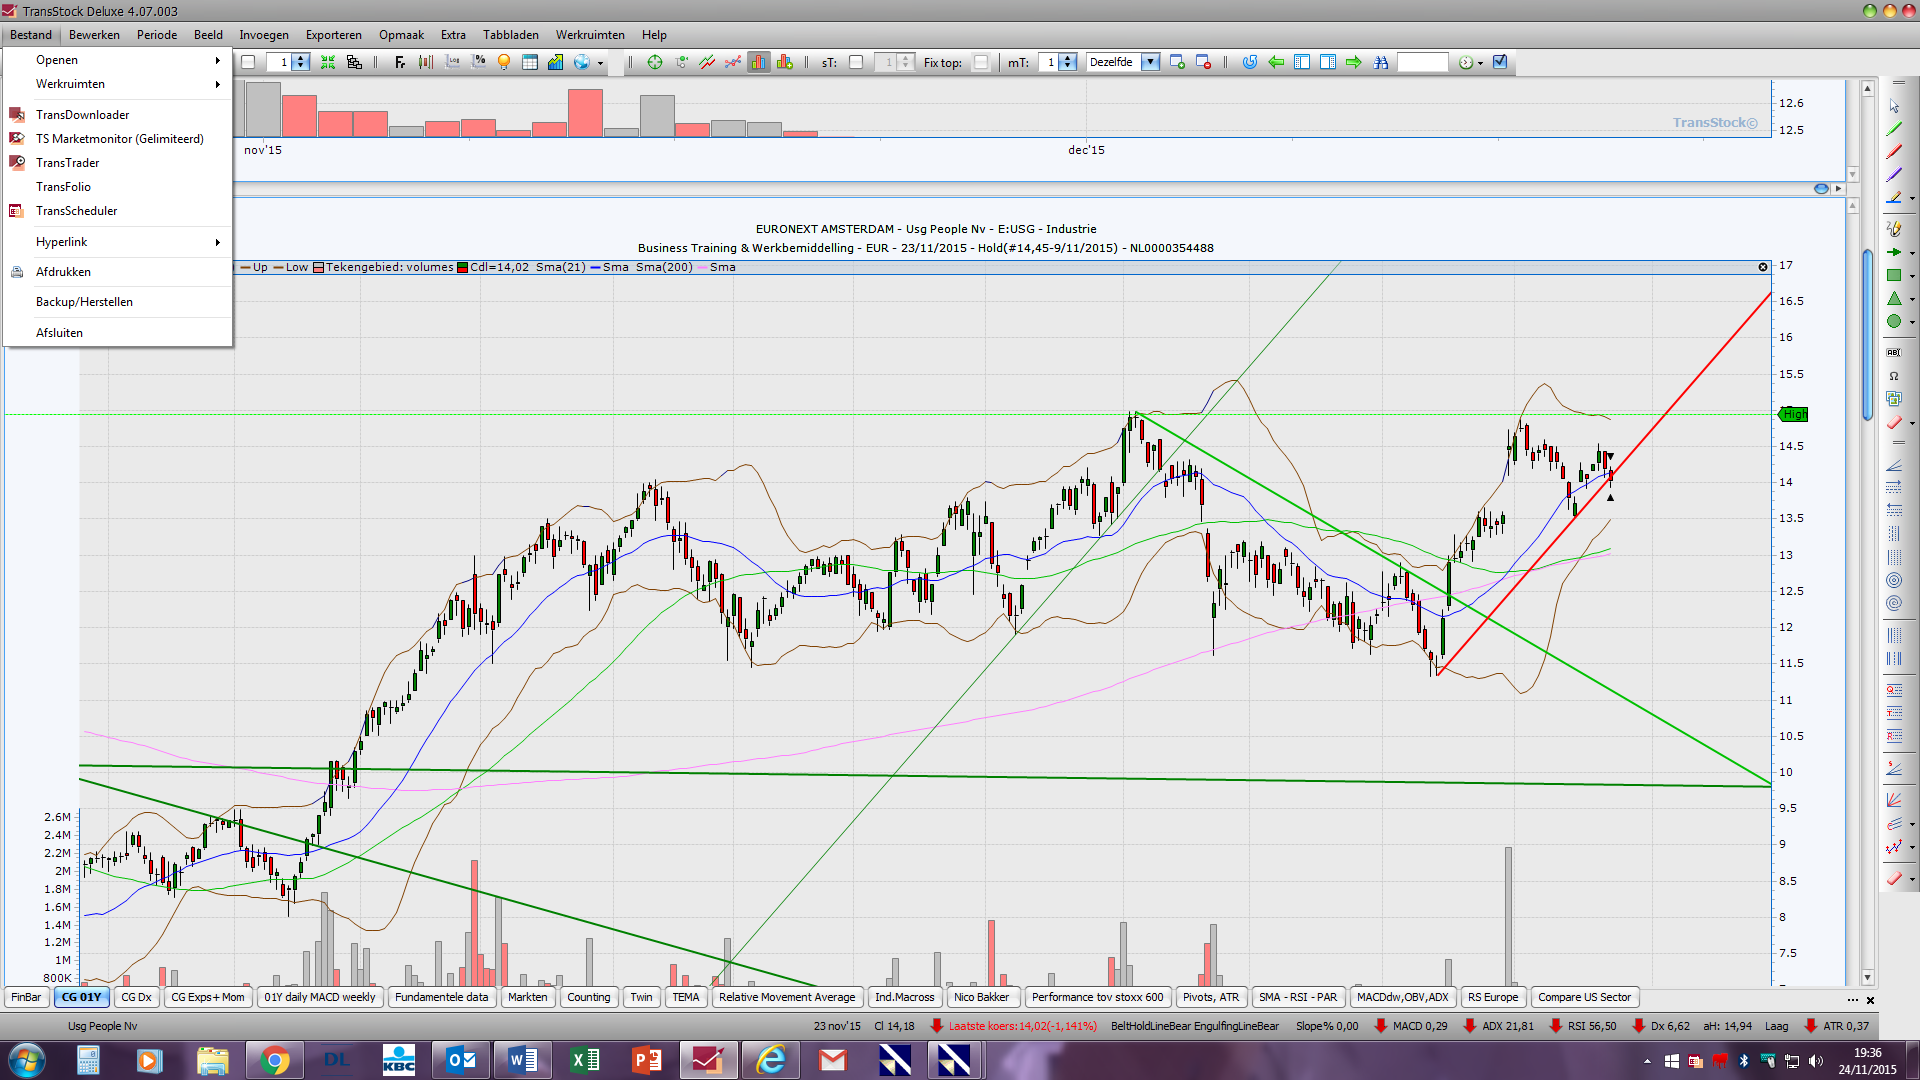 TransStock Deluxe 4.07.003
Bestand Bewerken Periode Beeld Invoegen Exporteren Opmaak Extra Tabbladen Werkruimten Help
1 Fr Log % sT: 1 Fix top: mT: 1 Dezelfde
Openen
Werkruimten
TransDownloader
TS Marketmonitor (Gelimiteerd)
TransTrader
TransFolio
TransScheduler
Hyperlink
Afdrukken
Backup/Herstellen
Afsluiten
12.6
12.5
TransStock©
nov'15 dec'15
EURONEXT AMSTERDAM - Usg People Nv - E:USG - Industrie
Business Training & Werkbemiddelling - EUR - 23/11/2015 - Hold(#14,45-9/11/2015) - NL0000354488
Up Low Tekengebied: volumes Cdl=14,02 Sma(21) Sma Sma(200) Sma
17
16.5
16
15.5
High
14.5
14
13.5
13
12.5
12
11.5
11
10.5
10
9.5
9
8.5
8
7.5
2.6M
2.4M
2.2M
2M
1.8M
1.6M
1.4M
1.2M
1M
800K
ABI
Ω
FinBar CG 01Y CG Dx CG Exps+Mom 01Y daily MACD weekly Fundamentele data Markten Counting Twin TEMA Relative Movement Average Ind.Macross Nico Bakker Performance tov stoxx 600 Pivots, ATR SMA - RSI - PAR MACDdw,OBV,ADX RS Europe Compare US Sector
Usg People Nv 23 nov'15 Cl 14,18 Laatste koers:14,02(-1,141%) BeltHoldLineBear EngulfingLineBear Slope% 0,00 MACD 0,29 ADX 21,81 RSI 56,50 Dx 6,62 aH: 14,94 Laag ATR 0,37
DL KBC
19:36
24/11/2015